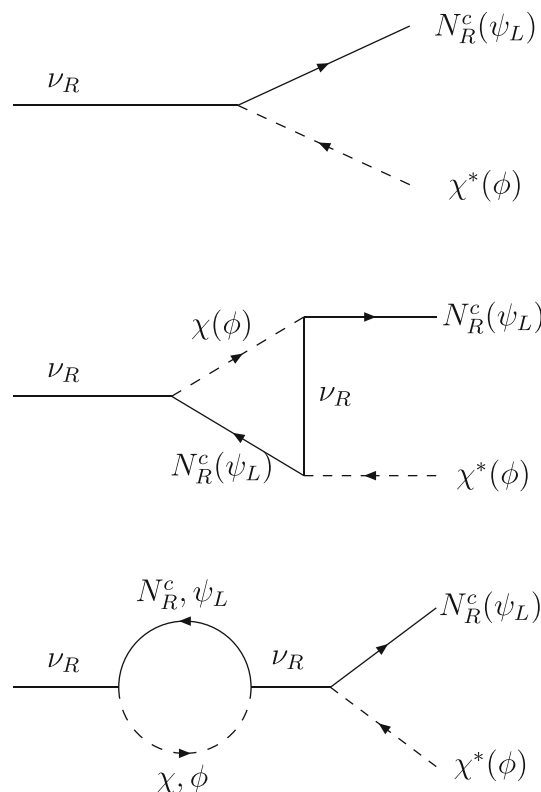 N_R^c(ψ_L)
ν_R
χ*(ϕ)
χ(ϕ)
N_R^c(ψ_L)
ν_R
ν_R
N_R^c(ψ_L)
χ*(ϕ)
N_R^c, ψ_L
N_R^c(ψ_L)
ν_R
ν_R
χ*(ϕ)
χ, ϕ